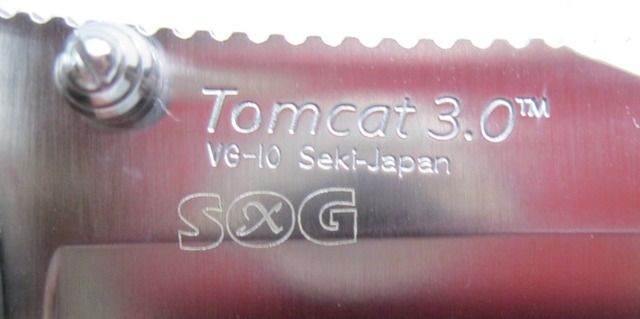 Tomcat 3.0™
VG-10 Seki-Japan
SOG